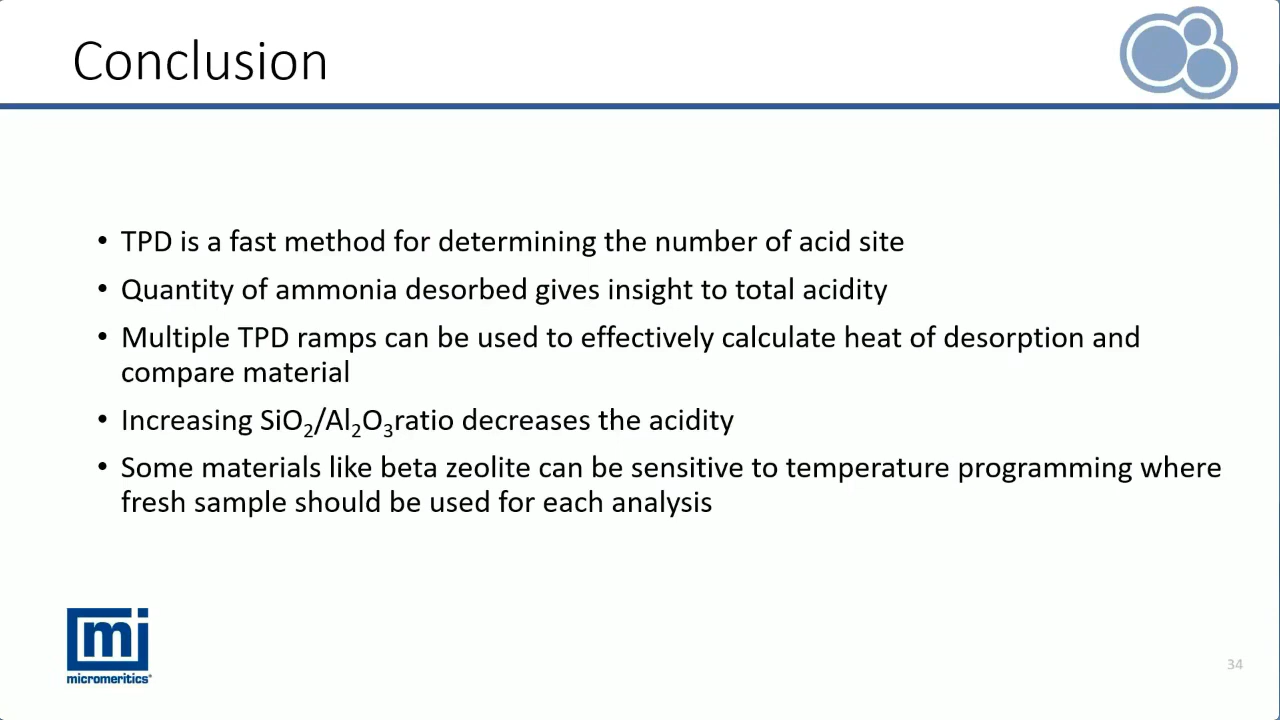 Conclusion
• TPD is a fast method for determining the number of acid site
• Quantity of ammonia desorbed gives insight to total acidity
• Multiple TPD ramps can be used to effectively calculate heat of desorption and
compare material
• Increasing SiO₂/Al₂O₃ratio decreases the acidity
• Some materials like beta zeolite can be sensitive to temperature programming where
fresh sample should be used for each analysis
mi
micromeritics®
34